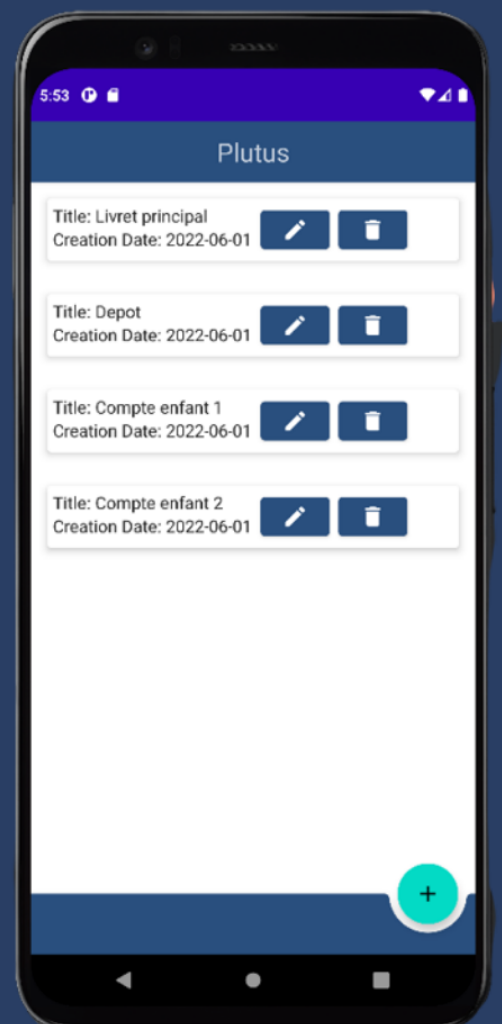 5:53
Plutus
Title: Livret principal
Creation Date: 2022-06-01
Title: Depot
Creation Date: 2022-06-01
Title: Compte enfant 1
Creation Date: 2022-06-01
Title: Compte enfant 2
Creation Date: 2022-06-01
+